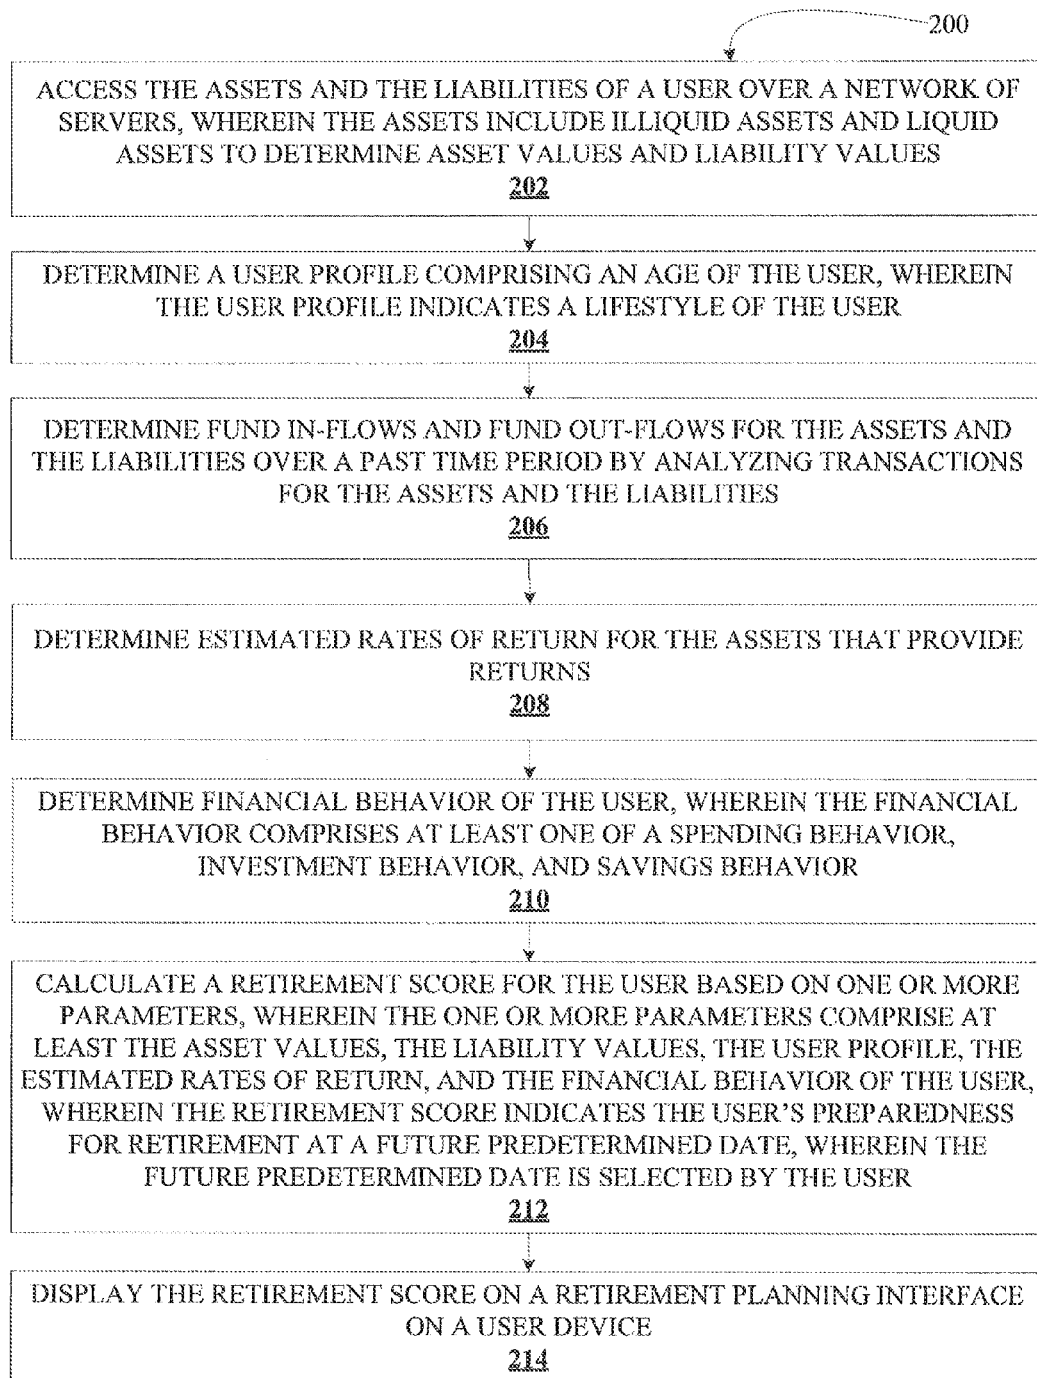 200
ACCESS THE ASSETS AND THE LIABILITIES OF A USER OVER A NETWORK OF
SERVERS, WHEREIN THE ASSETS INCLUDE ILLIQUID ASSETS AND LIQUID
ASSETS TO DETERMINE ASSET VALUES AND LIABILITY VALUES
202
DETERMINE A USER PROFILE COMPRISING AN AGE OF THE USER, WHEREIN
THE USER PROFILE INDICATES A LIFESTYLE OF THE USER
204
DETERMINE FUND IN-FLOWS AND FUND OUT-FLOWS FOR THE ASSETS AND
THE LIABILITIES OVER A PAST TIME PERIOD BY ANALYZING TRANSACTIONS
FOR THE ASSETS AND THE LIABILITIES
206
DETERMINE ESTIMATED RATES OF RETURN FOR THE ASSETS THAT PROVIDE
RETURNS
208
DETERMINE FINANCIAL BEHAVIOR OF THE USER, WHEREIN THE FINANCIAL
BEHAVIOR COMPRISES AT LEAST ONE OF A SPENDING BEHAVIOR,
INVESTMENT BEHAVIOR, AND SAVINGS BEHAVIOR
210
CALCULATE A RETIREMENT SCORE FOR THE USER BASED ON ONE OR MORE
PARAMETERS, WHEREIN THE ONE OR MORE PARAMETERS COMPRISE AT
LEAST THE ASSET VALUES, THE LIABILITY VALUES, THE USER PROFILE, THE
ESTIMATED RATES OF RETURN, AND THE FINANCIAL BEHAVIOR OF THE USER,
WHEREIN THE RETIREMENT SCORE INDICATES THE USER'S PREPAREDNESS
FOR RETIREMENT AT A FUTURE PREDETERMINED DATE, WHEREIN THE
FUTURE PREDETERMINED DATE IS SELECTED BY THE USER
212
DISPLAY THE RETIREMENT SCORE ON A RETIREMENT PLANNING INTERFACE
ON A USER DEVICE
214